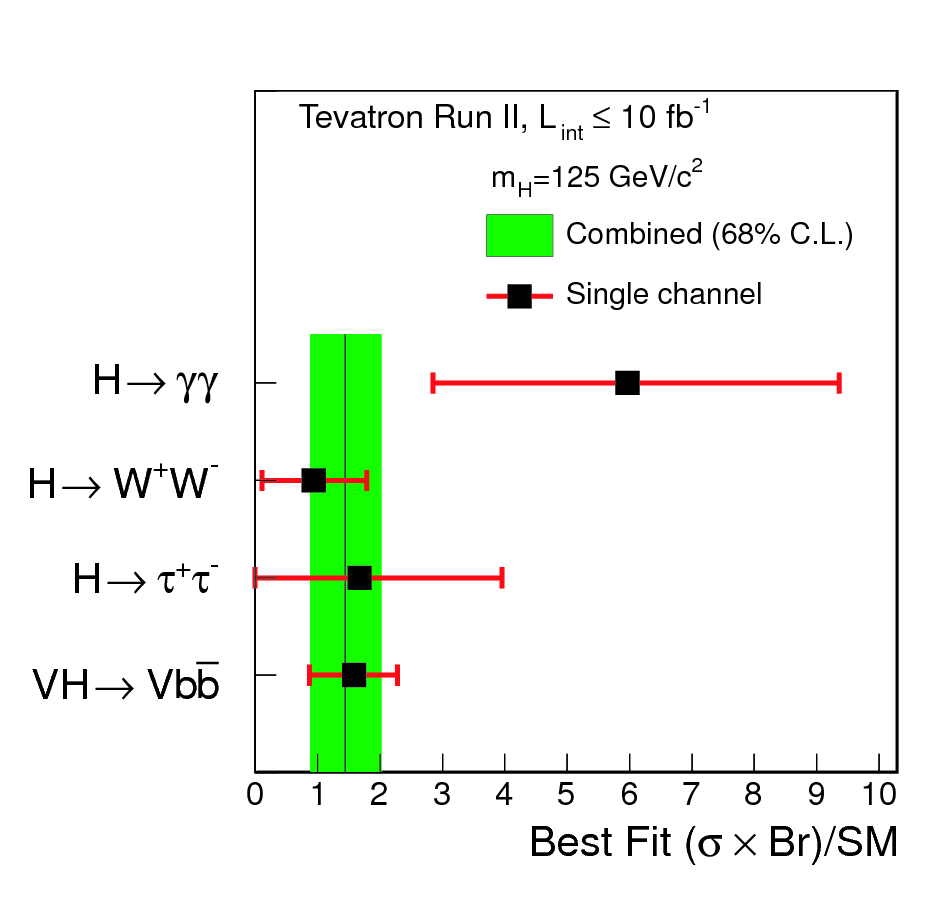 Tevatron Run II, L_int ≤ 10 fb⁻¹
m_H=125 GeV/c²
Combined (68% C.L.)
Single channel
H→ γγ
H→ W⁺W⁻
H→ τ⁺τ⁻
VH→ Vbb̅
0 1 2 3 4 5 6 7 8 9 10
Best Fit (σ × Br)/SM